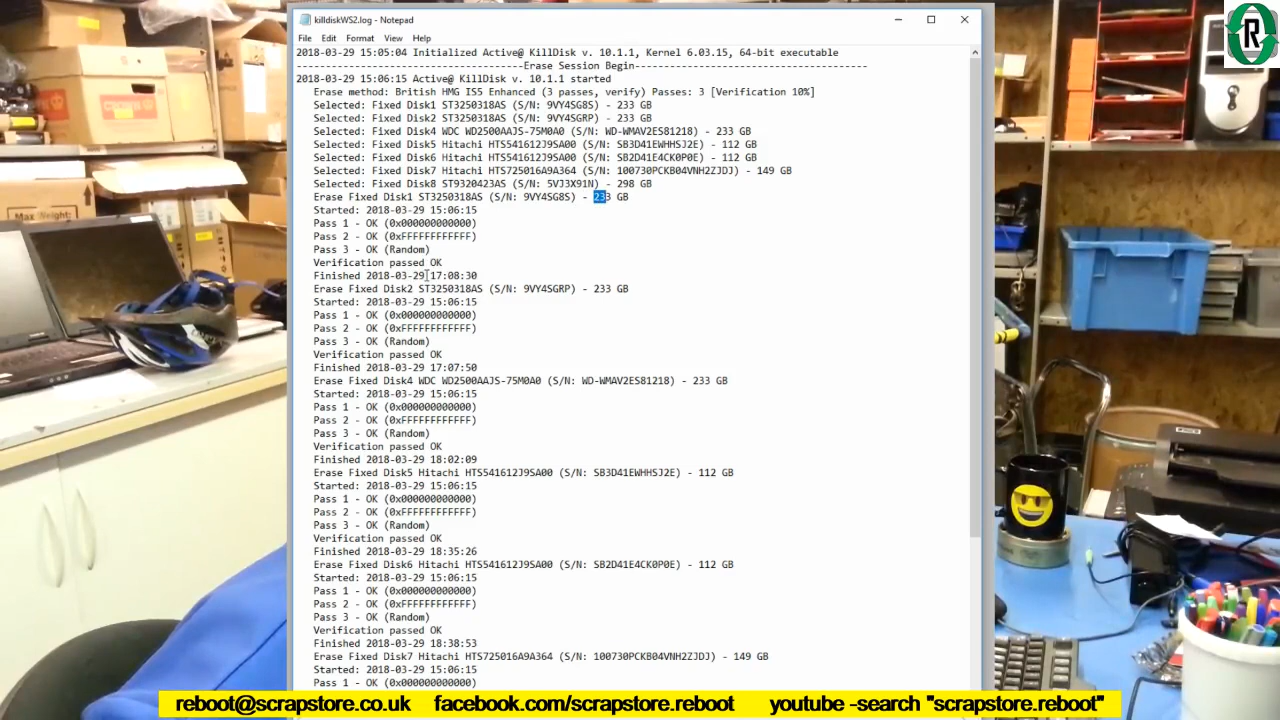 killdiskWS2.log - Notepad
File Edit Format View Help
2018-03-29 15:05:04 Initialized Active@ KillDisk v. 10.1.1, Kernel 6.03.15, 64-bit executable
---------------------------------------Erase Session Begin----------------------------------------
2018-03-29 15:06:15 Active@ KillDisk v. 10.1.1 started
Erase method: British HMG IS5 Enhanced (3 passes, verify) Passes: 3 [Verification 10%]
Selected: Fixed Disk1 ST3250318AS (S/N: 9VY4SG8S) - 233 GB
Selected: Fixed Disk2 ST3250318AS (S/N: 9VY4SGRP) - 233 GB
Selected: Fixed Disk4 WDC WD2500AAJS-75M0A0 (S/N: WD-WMAV2ES81218) - 233 GB
Selected: Fixed Disk5 Hitachi HTS541612J9SA00 (S/N: SB3D41EWHHSJ2E) - 112 GB
Selected: Fixed Disk6 Hitachi HTS541612J9SA00 (S/N: SB2D41E4CK0P0E) - 112 GB
Selected: Fixed Disk7 Hitachi HTS725016A9A364 (S/N: 100730PCKB04VNH2ZJDJ) - 149 GB
Selected: Fixed Disk8 ST9320423AS (S/N: 5VJ3X91N) - 298 GB
Erase Fixed Disk1 ST3250318AS (S/N: 9VY4SG8S) - 233 GB
Started: 2018-03-29 15:06:15
Pass 1 - OK (0x000000000000)
Pass 2 - OK (0xFFFFFFFFFFFF)
Pass 3 - OK (Random)
Verification passed OK
Finished 2018-03-29 17:08:30
Erase Fixed Disk2 ST3250318AS (S/N: 9VY4SGRP) - 233 GB
Started: 2018-03-29 15:06:15
Pass 1 - OK (0x000000000000)
Pass 2 - OK (0xFFFFFFFFFFFF)
Pass 3 - OK (Random)
Verification passed OK
Finished 2018-03-29 17:07:50
Erase Fixed Disk4 WDC WD2500AAJS-75M0A0 (S/N: WD-WMAV2ES81218) - 233 GB
Started: 2018-03-29 15:06:15
Pass 1 - OK (0x000000000000)
Pass 2 - OK (0xFFFFFFFFFFFF)
Pass 3 - OK (Random)
Verification passed OK
Finished 2018-03-29 18:02:09
Erase Fixed Disk5 Hitachi HTS541612J9SA00 (S/N: SB3D41EWHHSJ2E) - 112 GB
Started: 2018-03-29 15:06:15
Pass 1 - OK (0x000000000000)
Pass 2 - OK (0xFFFFFFFFFFFF)
Pass 3 - OK (Random)
Verification passed OK
Finished 2018-03-29 18:35:26
Erase Fixed Disk6 Hitachi HTS541612J9SA00 (S/N: SB2D41E4CK0P0E) - 112 GB
Started: 2018-03-29 15:06:15
Pass 1 - OK (0x000000000000)
Pass 2 - OK (0xFFFFFFFFFFFF)
Pass 3 - OK (Random)
Verification passed OK
Finished 2018-03-29 18:38:53
Erase Fixed Disk7 Hitachi HTS725016A9A364 (S/N: 100730PCKB04VNH2ZJDJ) - 149 GB
Started: 2018-03-29 15:06:15
Pass 1 - OK (0x000000000000)
reboot@scrapstore.co.uk facebook.com/scrapstore.reboot youtube -search "scrapstore.reboot"
R